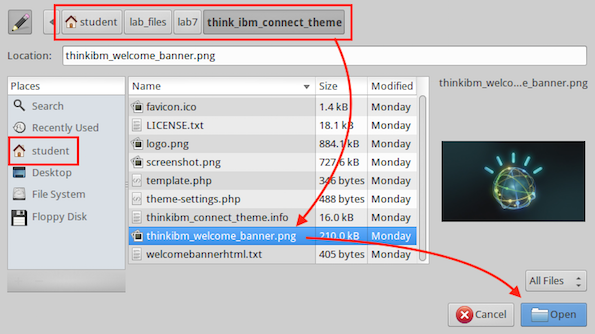 student lab_files lab7 think_ibm_connect_theme
Location: thinkibm_welcome_banner.png
Places
Search
Recently Used
student
Desktop
File System
Floppy Disk
Name Size Modified
favicon.ico 1.4 kB Monday
LICENSE.txt 18.1 kB Monday
logo.png 884.1 kB Monday
screenshot.png 727.6 kB Monday
template.php 346 bytes Monday
theme-settings.php 488 bytes Monday
thinkibm_connect_theme.info 16.0 kB Monday
thinkibm_welcome_banner.png 210.0 kB Monday
welcomebannerhtml.txt 405 bytes Monday
thinkibm_welco...e_banner.png
All Files
Cancel Open